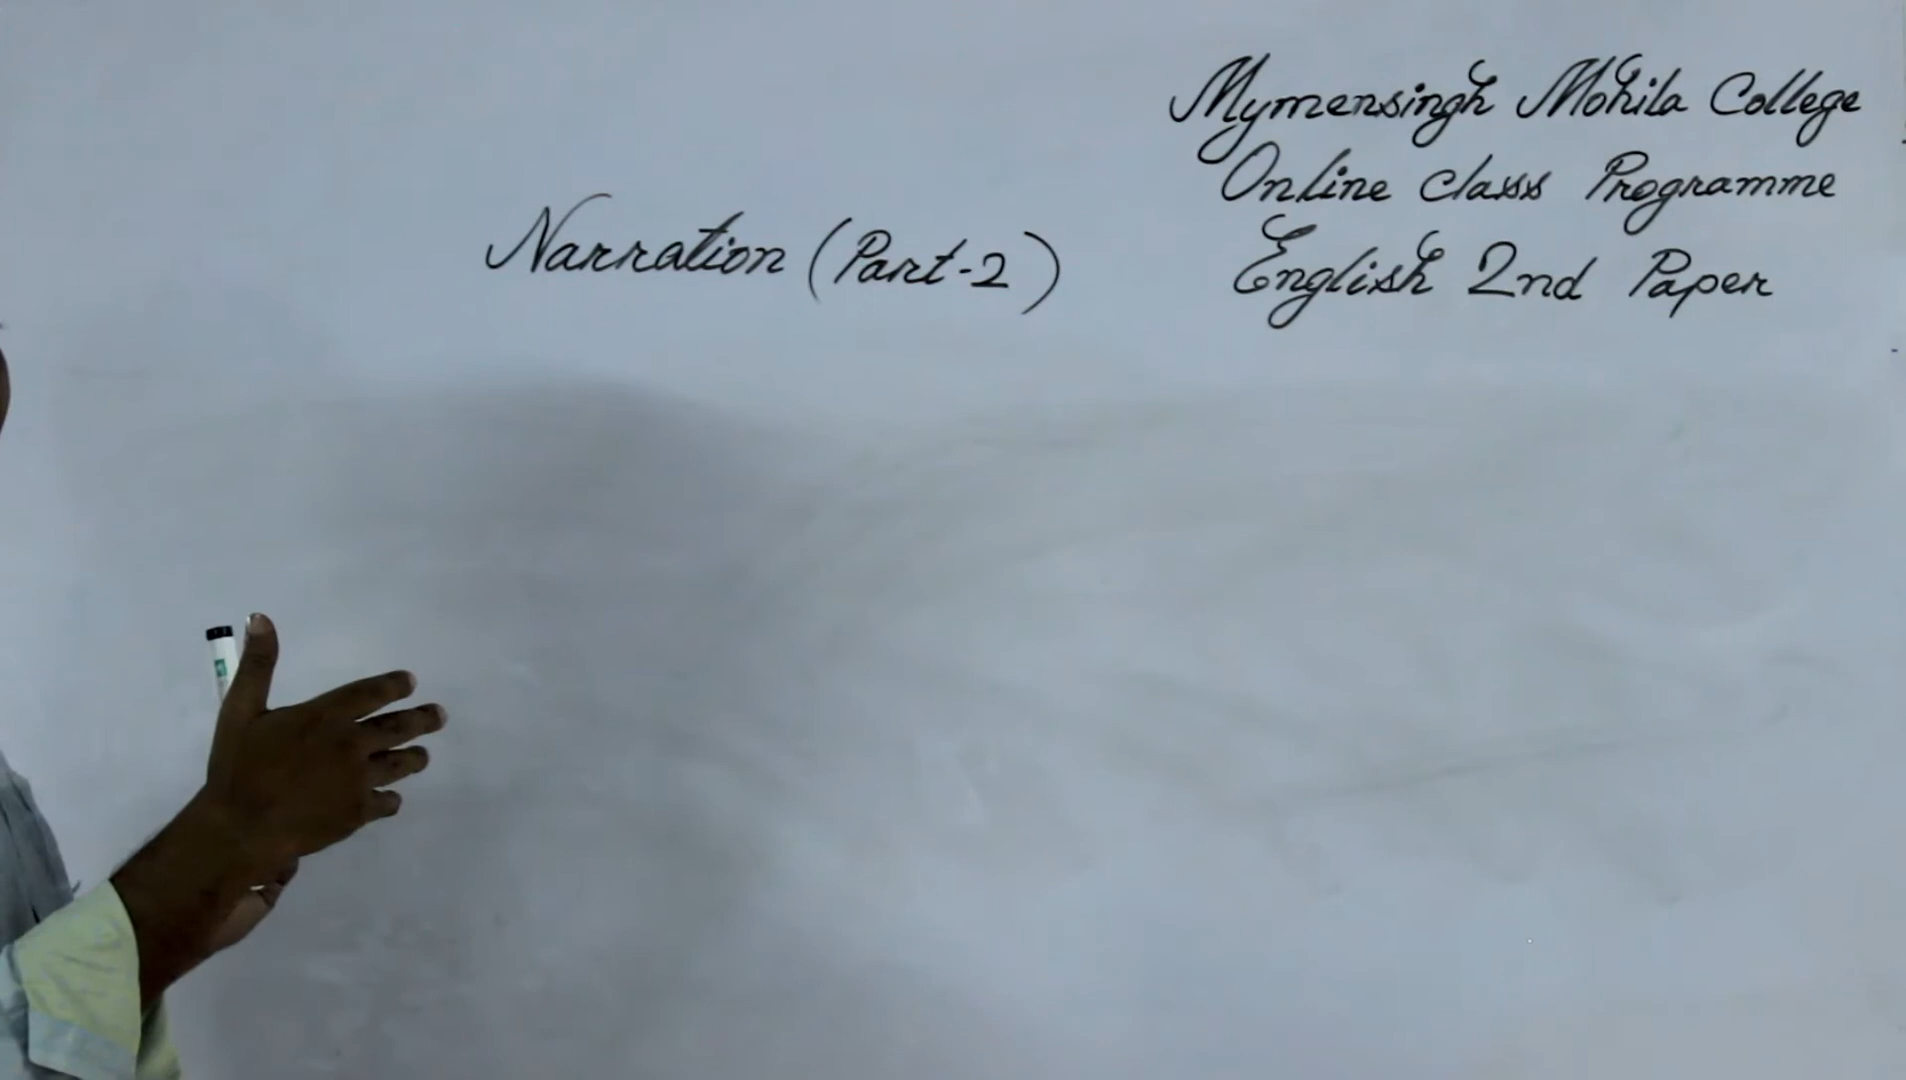 Mymensingh Mohila College
Online Class Programme
English 2nd Paper
Narration (Part-2)